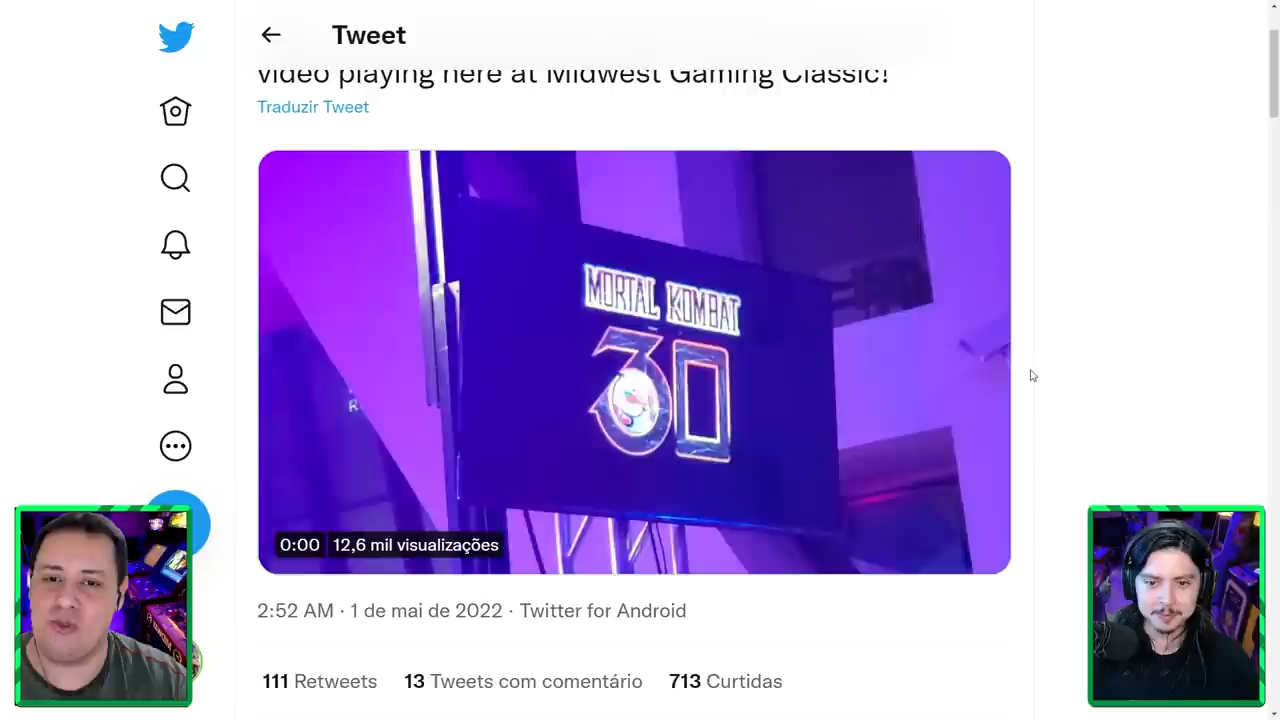 Tweet
video playing here at Midwest Gaming Classic!
Traduzir Tweet
MORTAL KOMBAT
30
0:00 12,6 mil visualizações
2:52 AM · 1 de mai de 2022 · Twitter for Android
111 Retweets 13 Tweets com comentário 713 Curtidas